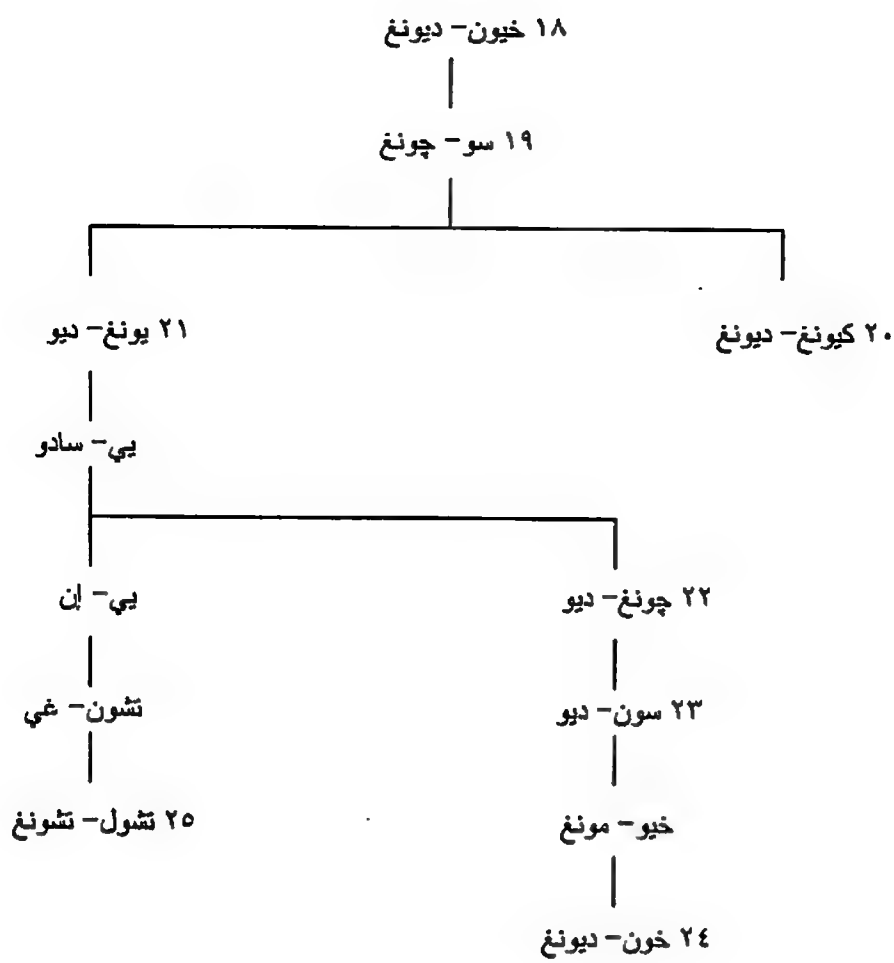 ١٨ خيون- ديونغ
١٩ سو- چونغ
٢٠ كيونغ- ديونغ
٢١ يونغ- ديو
يي- سادو
٢٢ چونغ- ديو
يي- إن
٢٣ سون- ديو
تشون- غي
خيو- مونغ
٢٥ تشول- تشونغ
٢٤ خون- ديونغ